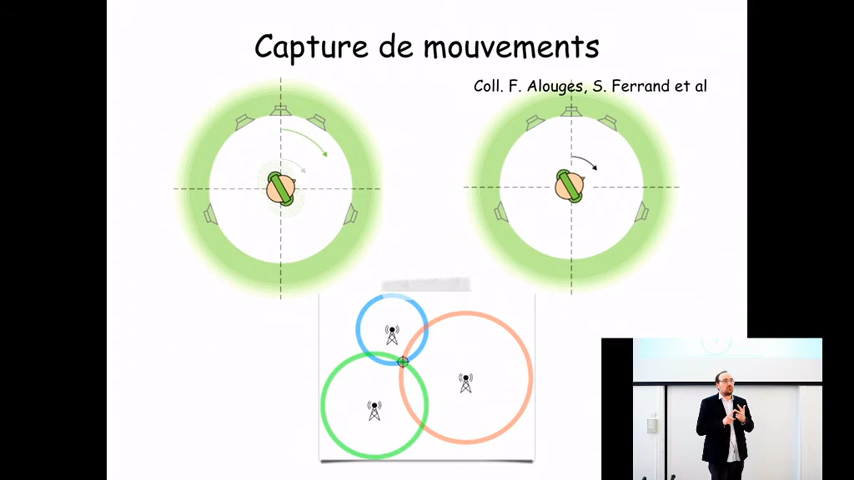 Capture de mouvements
Coll. F. Alouges, S. Ferrand et al